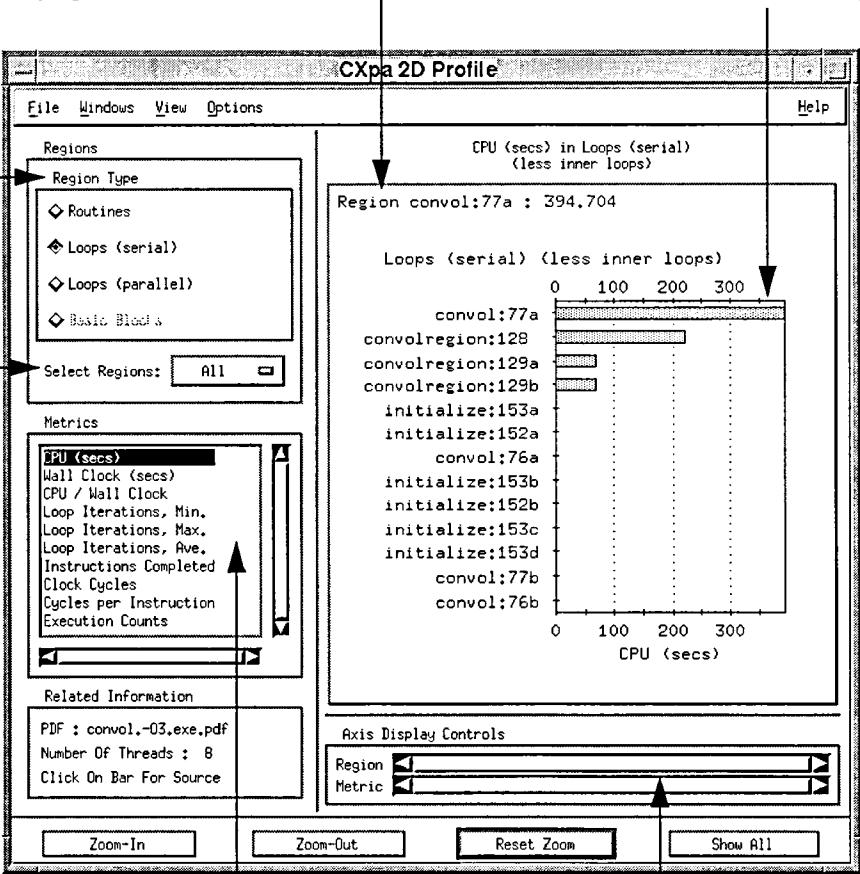 CXpa 2D Profile
File Windows View Options Help
Regions
Region Type
Routines
Loops (serial)
Loops (parallel)
Basic Blocks
Select Regions: All
Metrics
CPU (secs)
Wall Clock (secs)
CPU / Wall Clock
Loop Iterations, Min.
Loop Iterations, Max.
Loop Iterations, Ave.
Instructions Completed
Clock Cycles
Cycles per Instruction
Execution Counts
Related Information
PDF : convol.-O3.exe.pdf
Number Of Threads : 8
Click On Bar For Source
CPU (secs) in Loops (serial)
(less inner loops)
Region convol:77a : 394.704
Loops (serial) (less inner loops)
0 100 200 300
convol:77a
convolregion:128
convolregion:129a
convolregion:129b
initialize:153a
initialize:152a
convol:76a
initialize:153b
initialize:152b
initialize:153c
initialize:153d
convol:77b
convol:76b
0 100 200 300
CPU (secs)
Axis Display Controls
Region
Metric
Zoom-In Zoom-Out Reset Zoom Show All